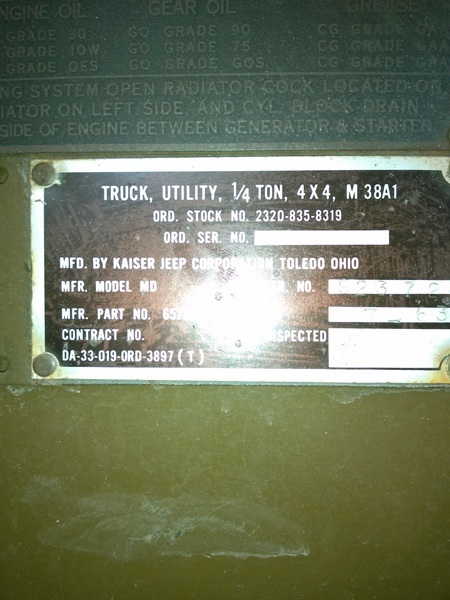 ENGINE OIL GEAR OIL GREASE
GRADE 30 GO GRADE 90 CG GRADE
GRADE 10W GO GRADE 75 CG GRADE
GRADE OES GO GRADE GOS CG GRADE
SYSTEM OPEN RADIATOR COCK LOCATED ON
ON LEFT SIDE, AND CYL. BLOCK DRAIN
SIDE OF ENGINE BETWEEN GENERATOR & STARTER
TRUCK, UTILITY, 1/4 TON, 4 X 4, M 38A1
ORD. STOCK NO. 2320-835-8319
ORD. SER. NO.
MFD. BY KAISER JEEP CORPORATION, TOLEDO OHIO
MFR. MODEL MD NO.
MFR. PART NO.
CONTRACT NO. INSPECTED
DA-33-019-ORD-3897 (T)